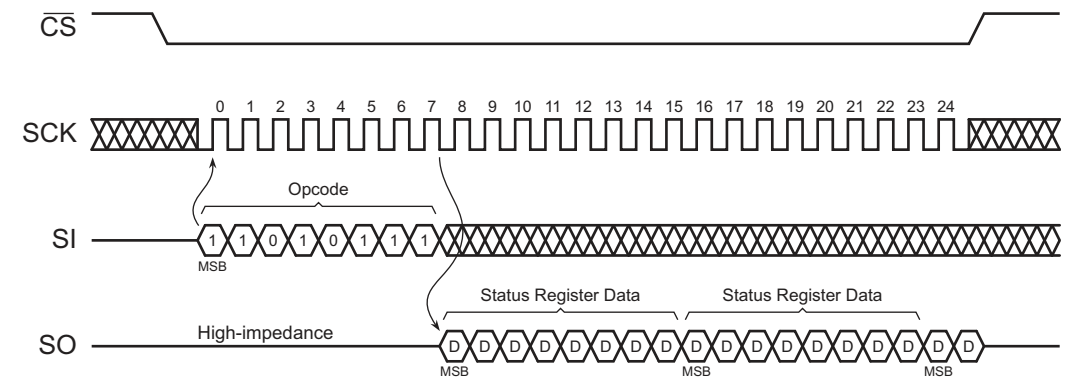 CS
0 1 2 3 4 5 6 7 8 9 10 11 12 13 14 15 16 17 18 19 20 21 22 23 24
SCK
Opcode
SI 1 1 0 1 0 1 1 1
MSB
Status Register Data Status Register Data
High-impedance
SO D D D D D D D D D D D D D D D D D D
MSB MSB MSB